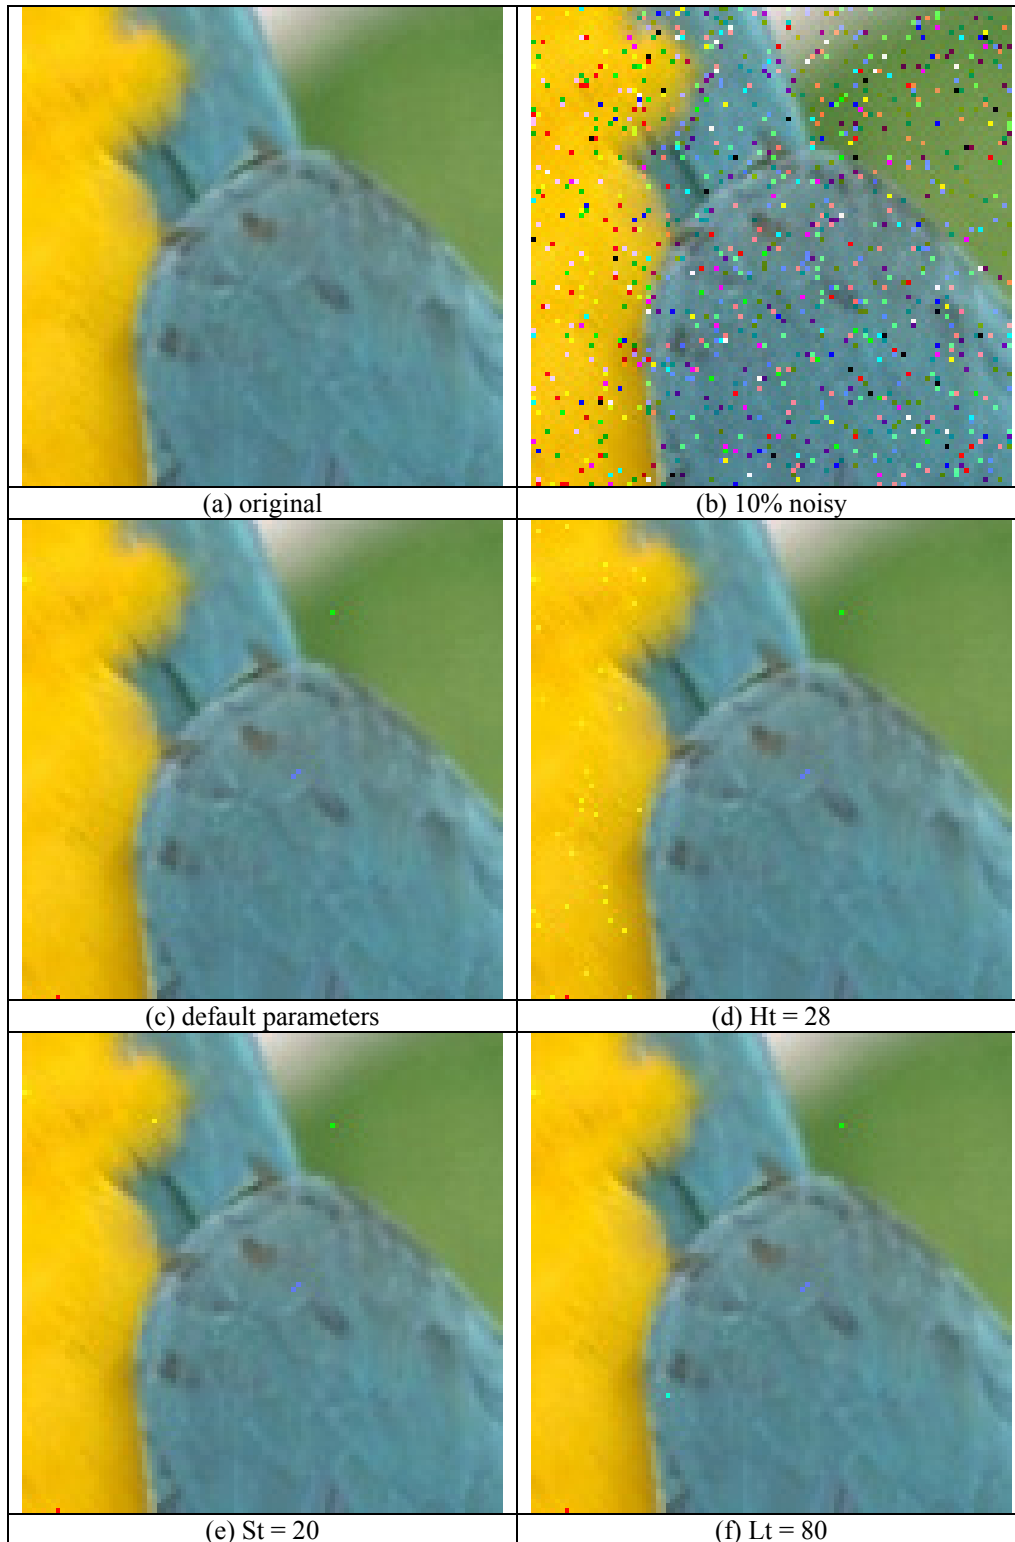 (a) original
(b) 10% noisy
(c) default parameters
(d) Ht = 28
(e) St = 20
(f) Lt = 80